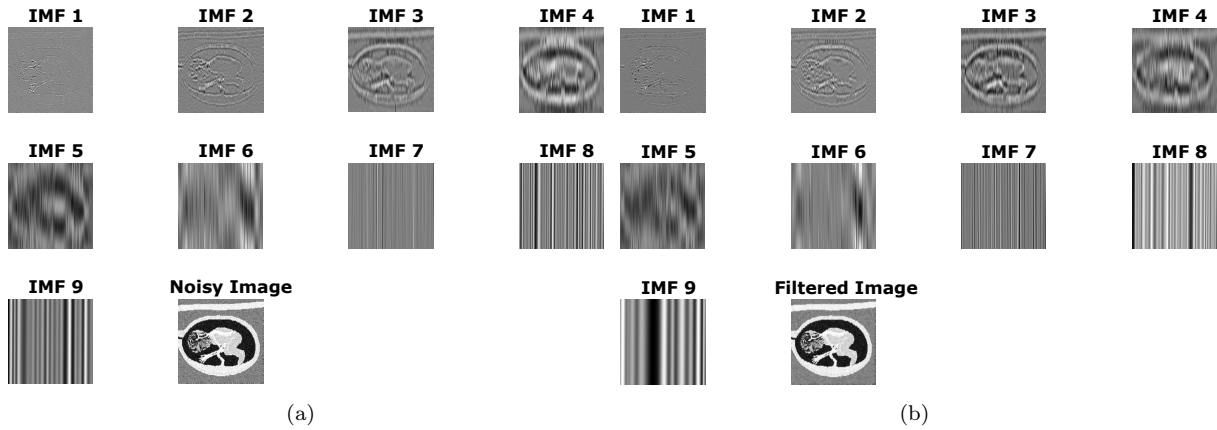 IMF 1 IMF 2 IMF 3 IMF 4 IMF 1 IMF 2 IMF 3 IMF 4
IMF 5 IMF 6 IMF 7 IMF 8 IMF 5 IMF 6 IMF 7 IMF 8
IMF 9 Noisy Image IMF 9 Filtered Image
(a) (b)